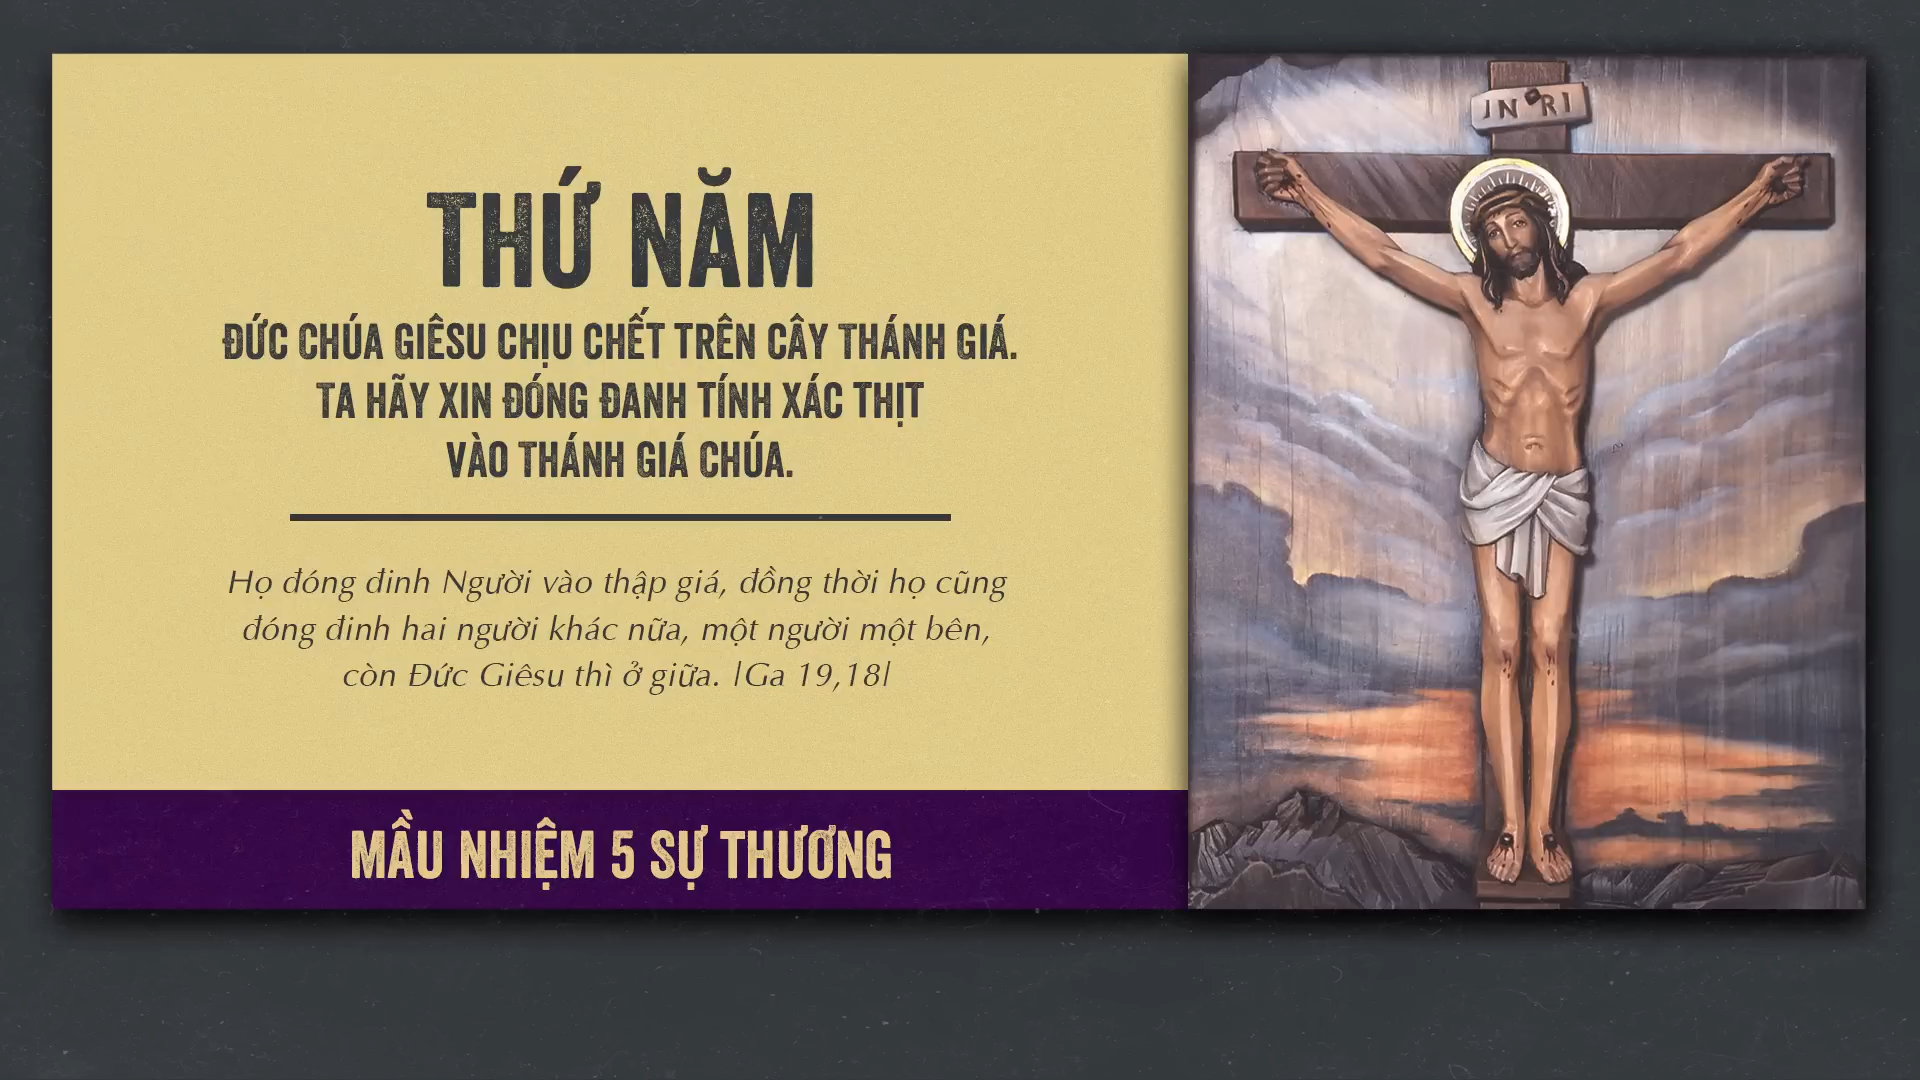 THỨ NĂM
ĐỨC CHÚA GIÊSU CHỊU CHẾT TRÊN CÂY THÁNH GIÁ.
TA HÃY XIN ĐÓNG ĐANH TÍNH XÁC THỊT
VÀO THÁNH GIÁ CHÚA.
Họ đóng đinh Người vào thập giá, đồng thời họ cũng
đóng đinh hai người khác nữa, một người một bên,
còn Đức Giêsu thì ở giữa. |Ga 19,18|
MẦU NHIỆM 5 SỰ THƯƠNG
INRI